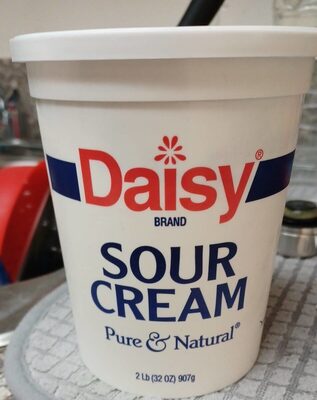 Daisy®
BRAND
SOUR
CREAM
Pure & Natural®
2 Lb (32 OZ) 907g